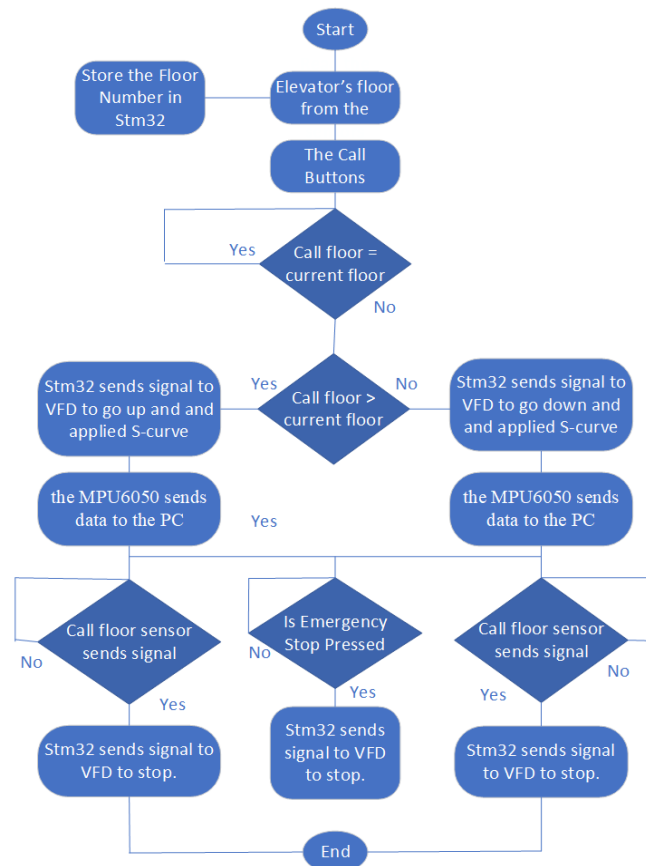 Start
Store the Floor
Number in
Stm32
Elevator's floor
from the
The Call
Buttons
Yes
Call floor =
current floor
No
Stm32 sends signal to
VFD to go up and and
applied S-curve
Yes
Call floor >
current floor
No
Stm32 sends signal to
VFD to go down and
and applied S-curve
the MPU6050 sends
data to the PC
Yes
the MPU6050 sends
data to the PC
Call floor sensor
sends signal
No
Yes
Is Emergency
Stop Pressed
No
Yes
Call floor sensor
sends signal
No
Yes
Stm32 sends signal to
VFD to stop.
Stm32 sends
signal to VFD
to stop.
Stm32 sends signal
to VFD to stop.
End